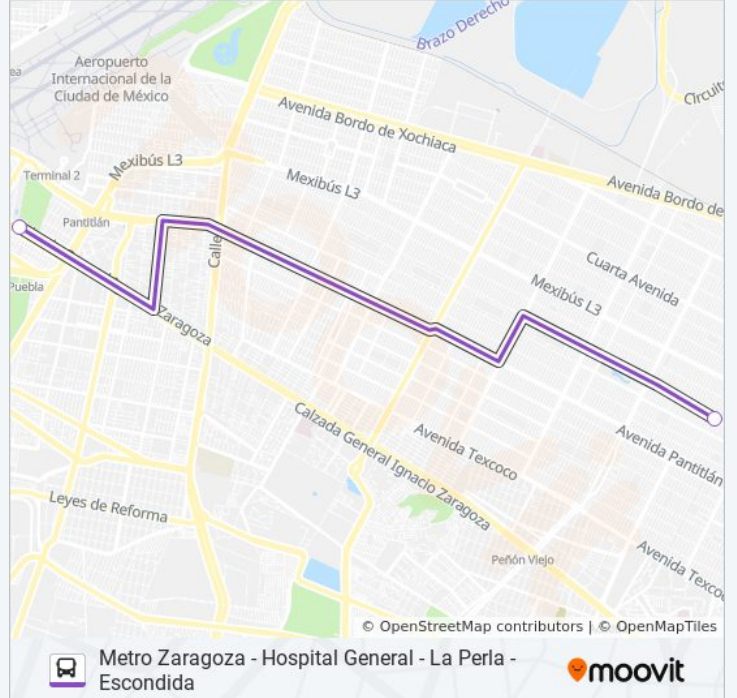 Brazo Derecho
Aeropuerto
Internacional de la
Ciudad de México
Circuit
Avenida Bordo de Xochiaca
Mexibús L3
Terminal 2
Mexibús L3
Avenida Bordo de
Pantitlán
Calle
Cuarta Avenida
Mexibús L3
Puebla
Zaragoza
Calzada General Ignacio Zaragoza
Avenida Texcoco
Avenida Pantitlán
Leyes de Reforma
Peñón Viejo
Avenida Texco
© OpenStreetMap contributors | © OpenMapTiles
Metro Zaragoza - Hospital General - La Perla -
Escondida
moovit